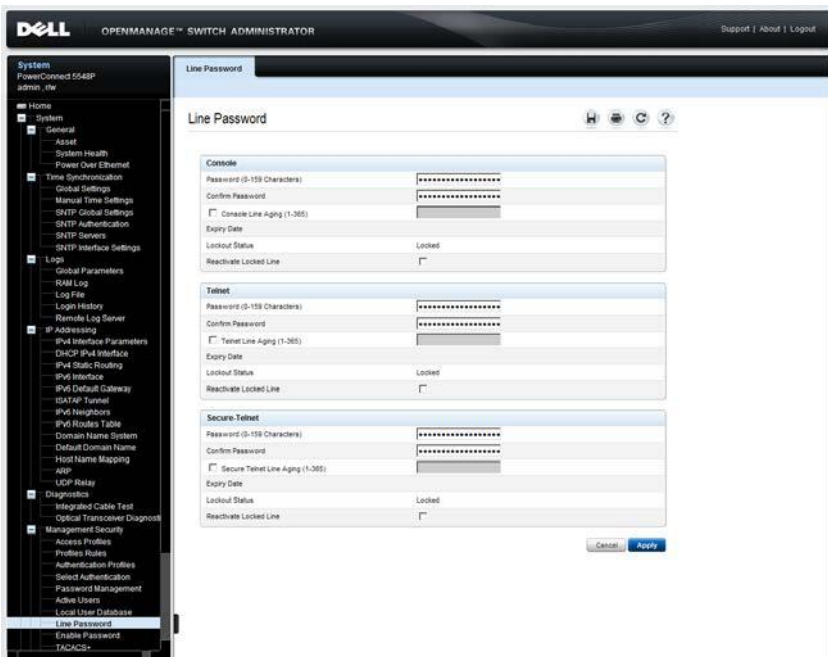 DELL
OPENMANAGE™ SWITCH ADMINISTRATOR
Support | About | Logout
System
PowerConnect 5548P
admin , r/w
Home
System
General
Asset
System Health
Power Over Ethernet
Time Synchronization
Global Settings
Manual Time Settings
SNTP Global Settings
SNTP Authentication
SNTP Servers
SNTP Interface Settings
Logs
Global Parameters
RAM Log
Log File
Login History
Remote Log Server
IP Addressing
IPv4 Interface Parameters
DHCP IPv4 Interface
IPv4 Static Routing
IPv6 Interface
IPv6 Default Gateway
ISATAP Tunnel
IPv6 Neighbors
IPv6 Routes Table
Domain Name System
Default Domain Name
Host Name Mapping
ARP
UDP Relay
Diagnostics
Integrated Cable Test
Optical Transceiver Diagnosti
Management Security
Access Profiles
Profiles Rules
Authentication Profiles
Select Authentication
Password Management
Active Users
Local User Database
Line Password
Enable Password
TACACS+
Line Password
Line Password
Console
Password (0-159 Characters)
Confirm Password
Console Line Aging (1-365)
Expiry Date
Lockout Status Locked
Reactivate Locked Line
Telnet
Password (0-159 Characters)
Confirm Password
Telnet Line Aging (1-365)
Expiry Date
Lockout Status Locked
Reactivate Locked Line
Secure-Telnet
Password (0-159 Characters)
Confirm Password
Secure Telnet Line Aging (1-365)
Expiry Date
Lockout Status Locked
Reactivate Locked Line
Cancel Apply